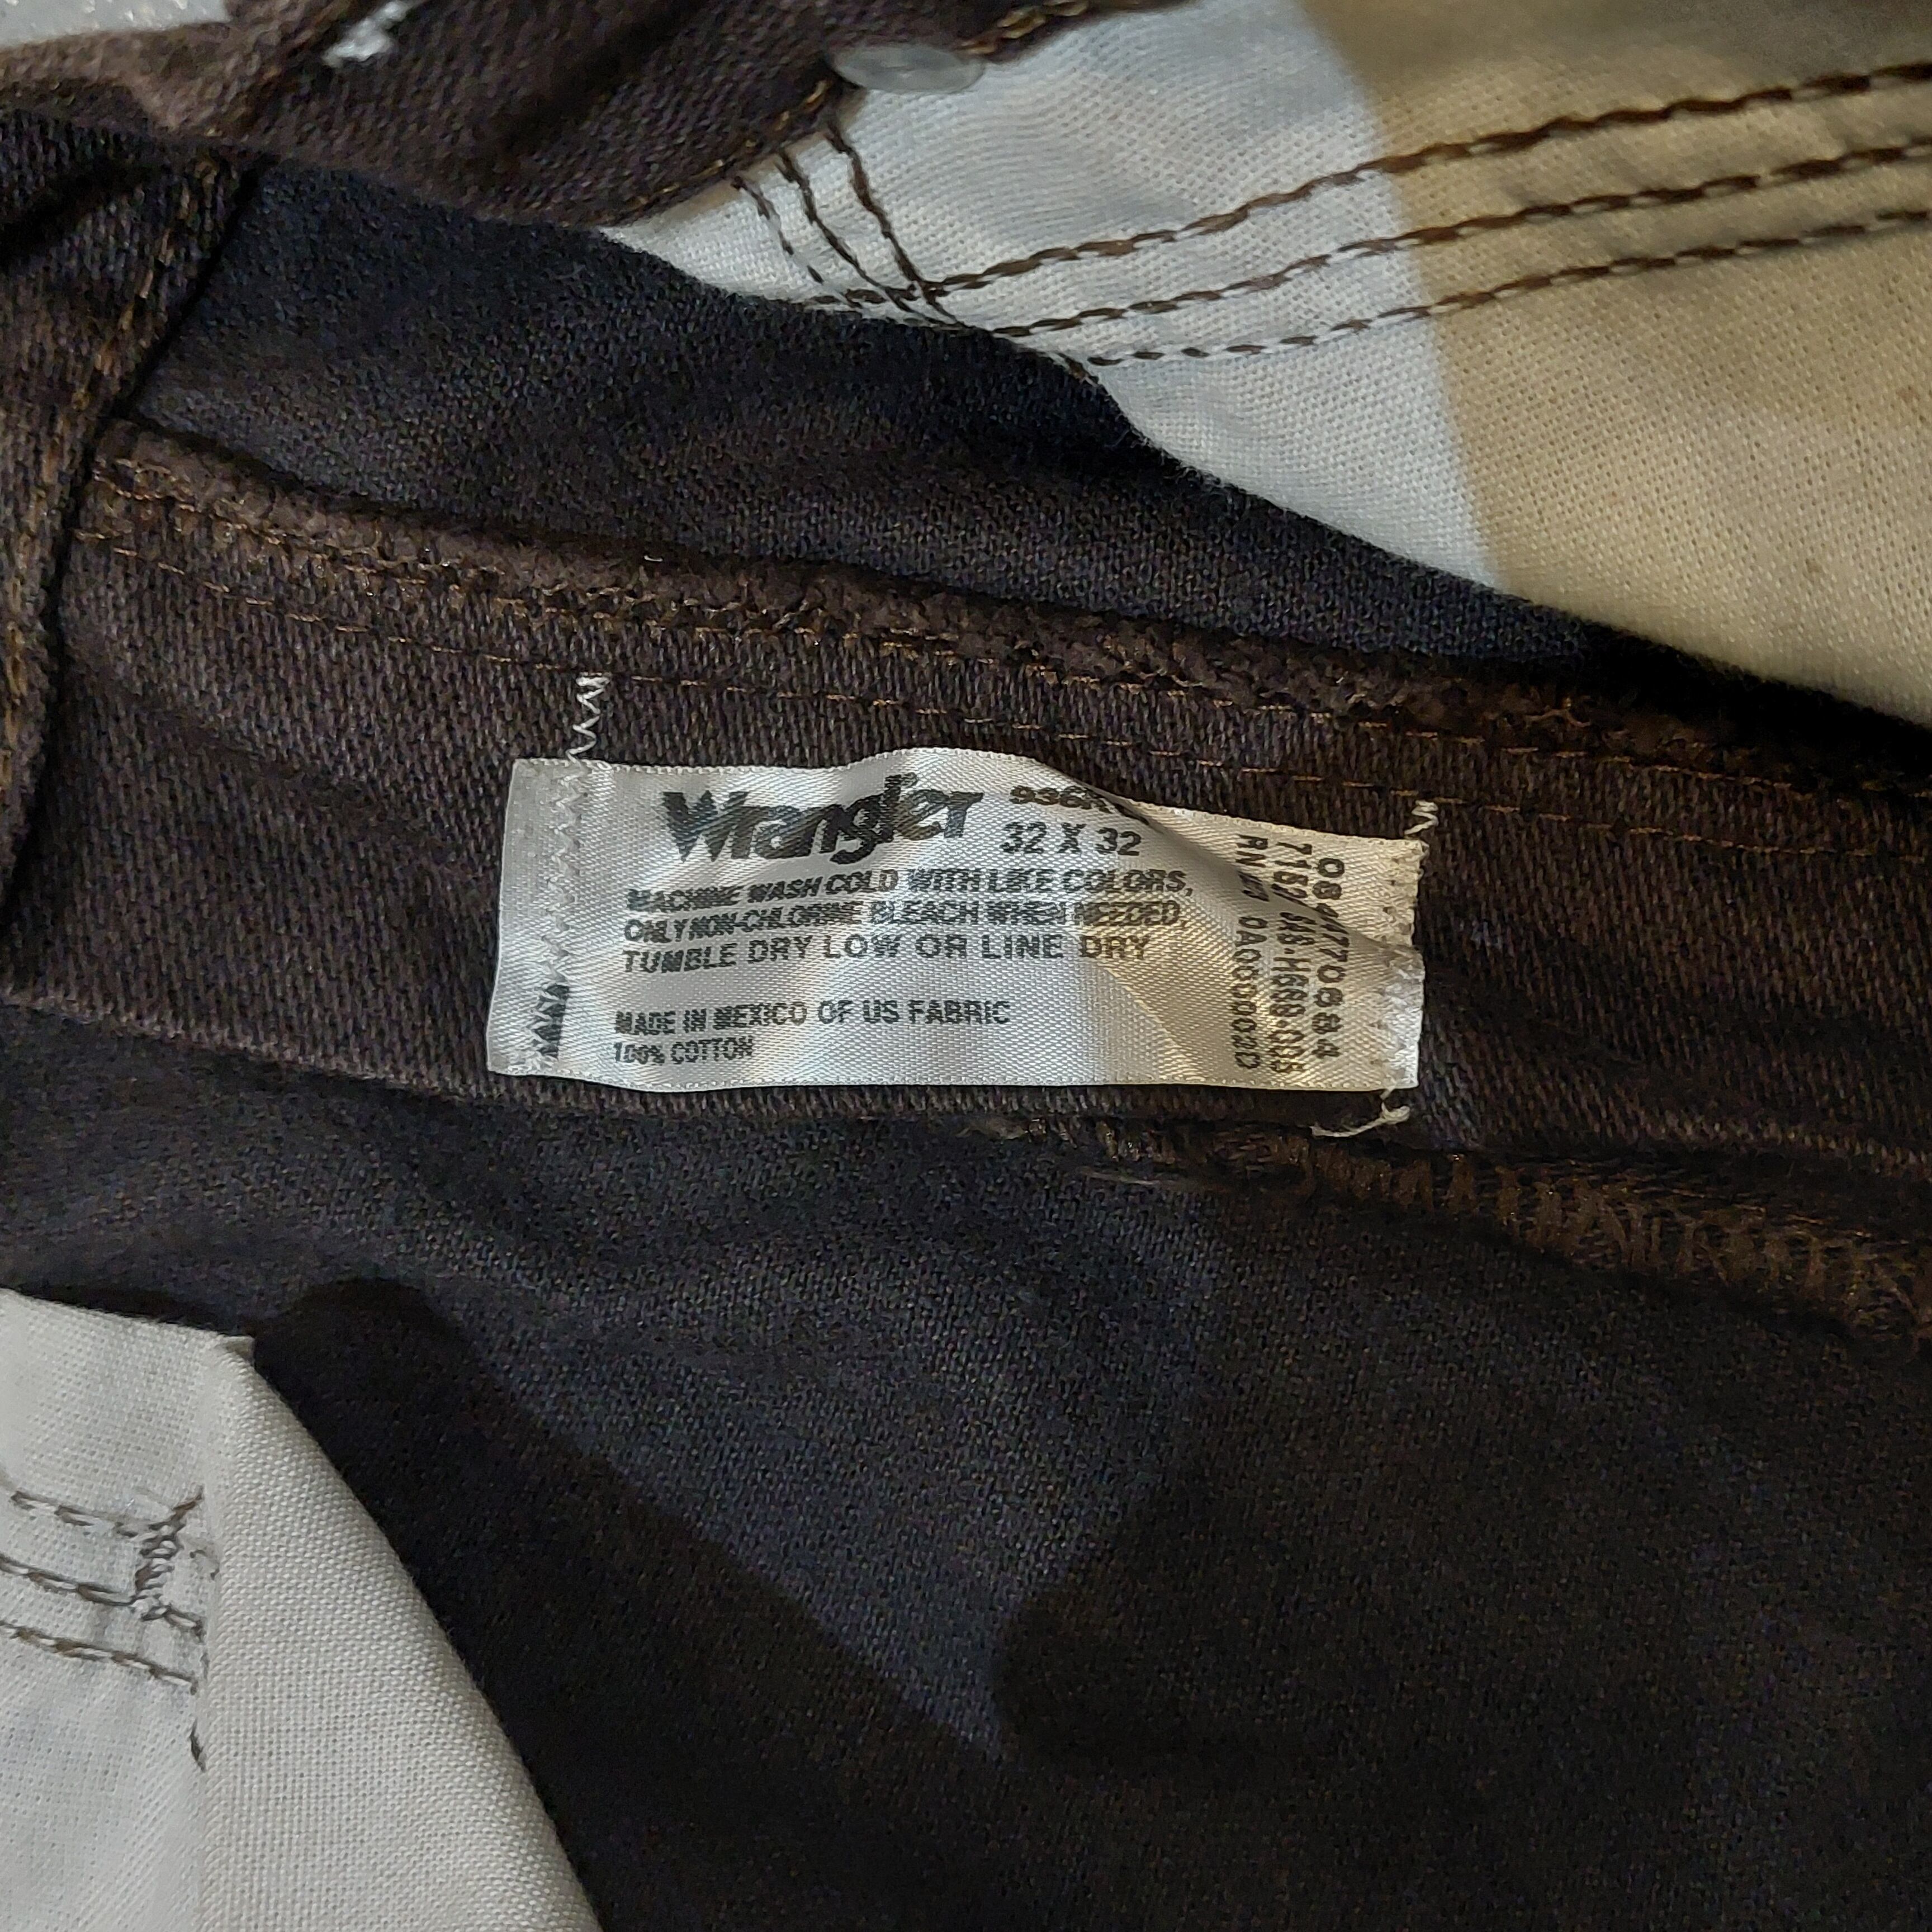 Wrangler
32 X 32
MACHINE WASH COLD WITH LIKE COLORS,
ONLY NON-CHLORINE BLEACH WHEN NEEDED,
TUMBLE DRY LOW OR LINE DRY
MADE IN MEXICO OF US FABRIC
100% COTTON